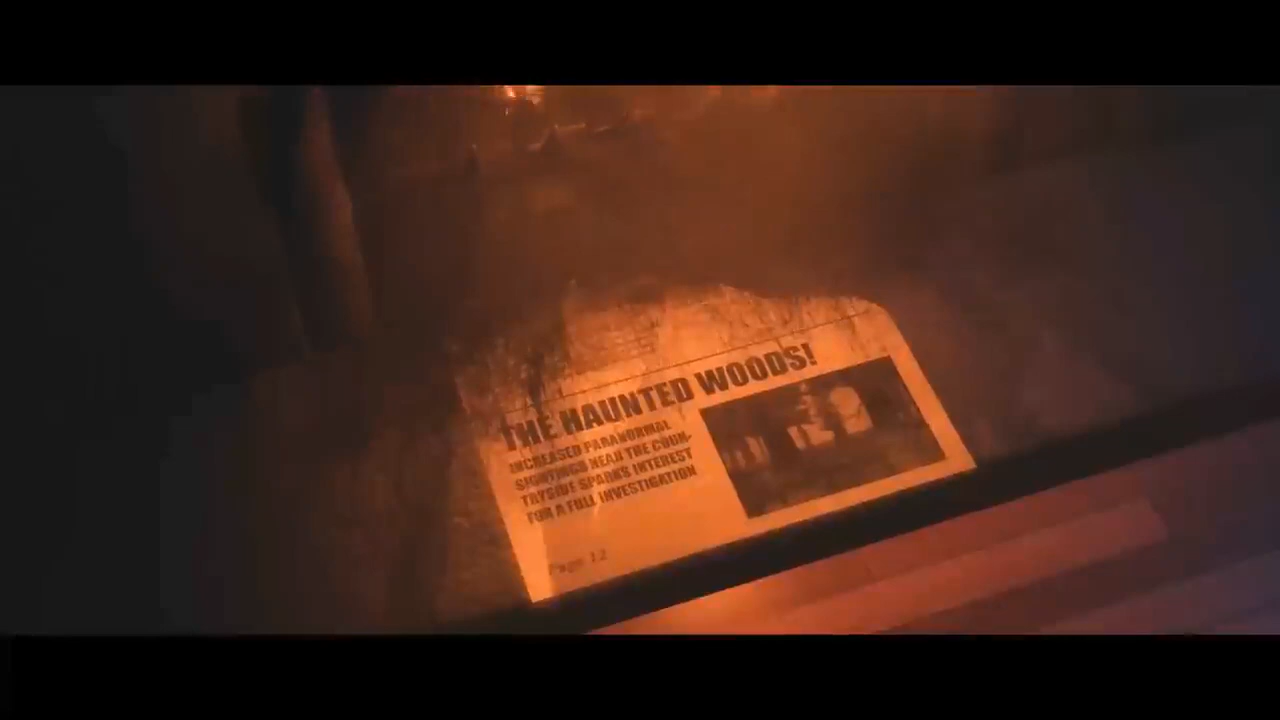 THE HAUNTED WOODS!
INCREASED PARANORMAL
SIGHTINGS NEAR THE COUN-
TRYSIDE SPARKS INTEREST
FOR A FULL INVESTIGATION
Page 12